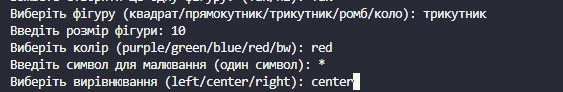 Виберіть фігуру (квадрат/прямокутник/трикутник/ромб/коло): трикутник
Введіть розмір фігури: 10
Виберіть колір (purple/green/blue/red/bw): red
Введіть символ для малювання (один символ): *
Виберіть вирівнювання (left/center/right): center